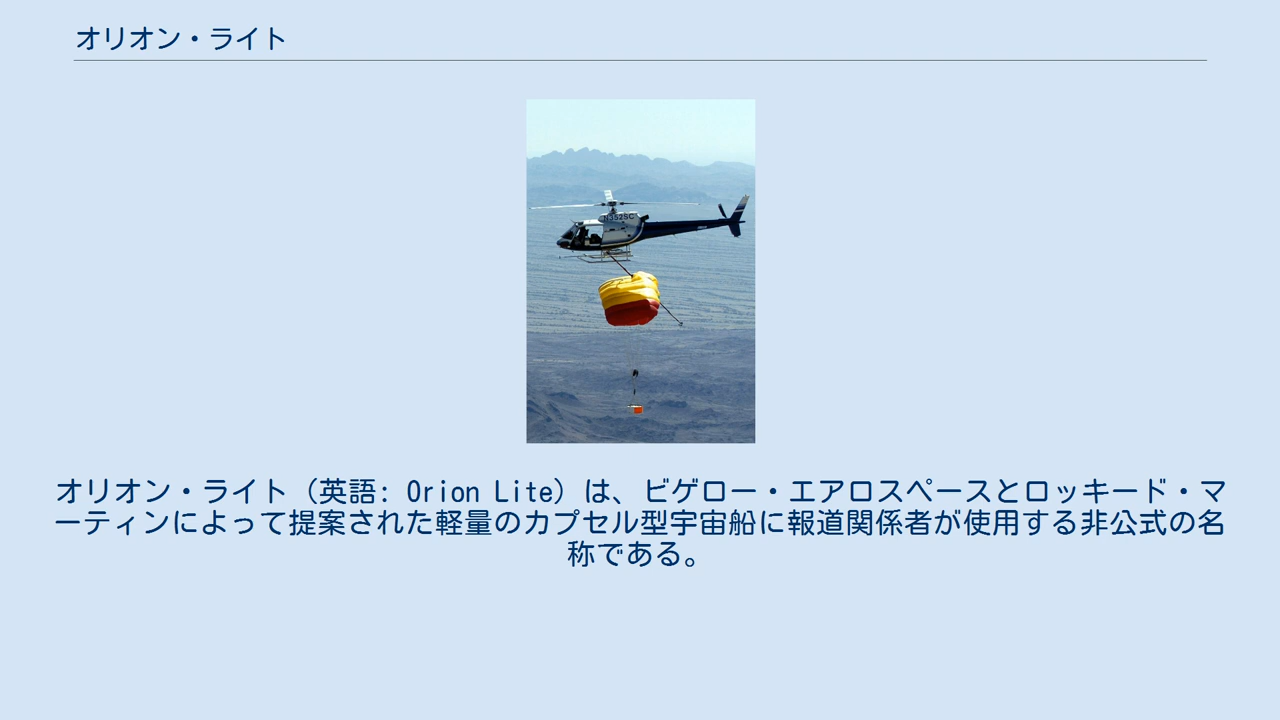 オリオン・ライト
N352SC
オリオン・ライト（英語: Orion Lite）は、ビゲロー・エアロスペースとロッキード・マ
ーティンによって提案された軽量のカプセル型宇宙船に報道関係者が使用する非公式の名
称である。